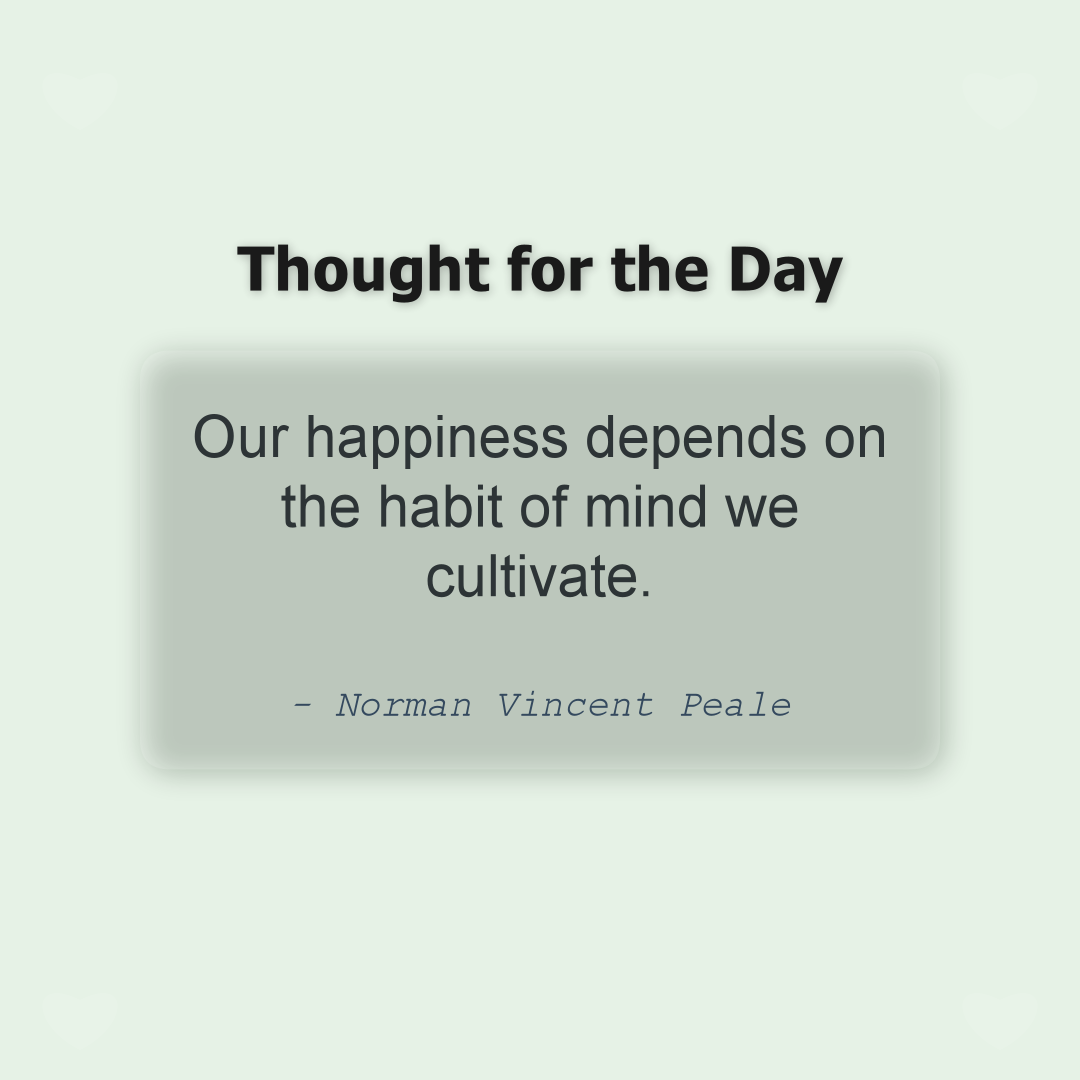 Thought for the Day
Our happiness depends on
the habit of mind we
cultivate.
- Norman Vincent Peale